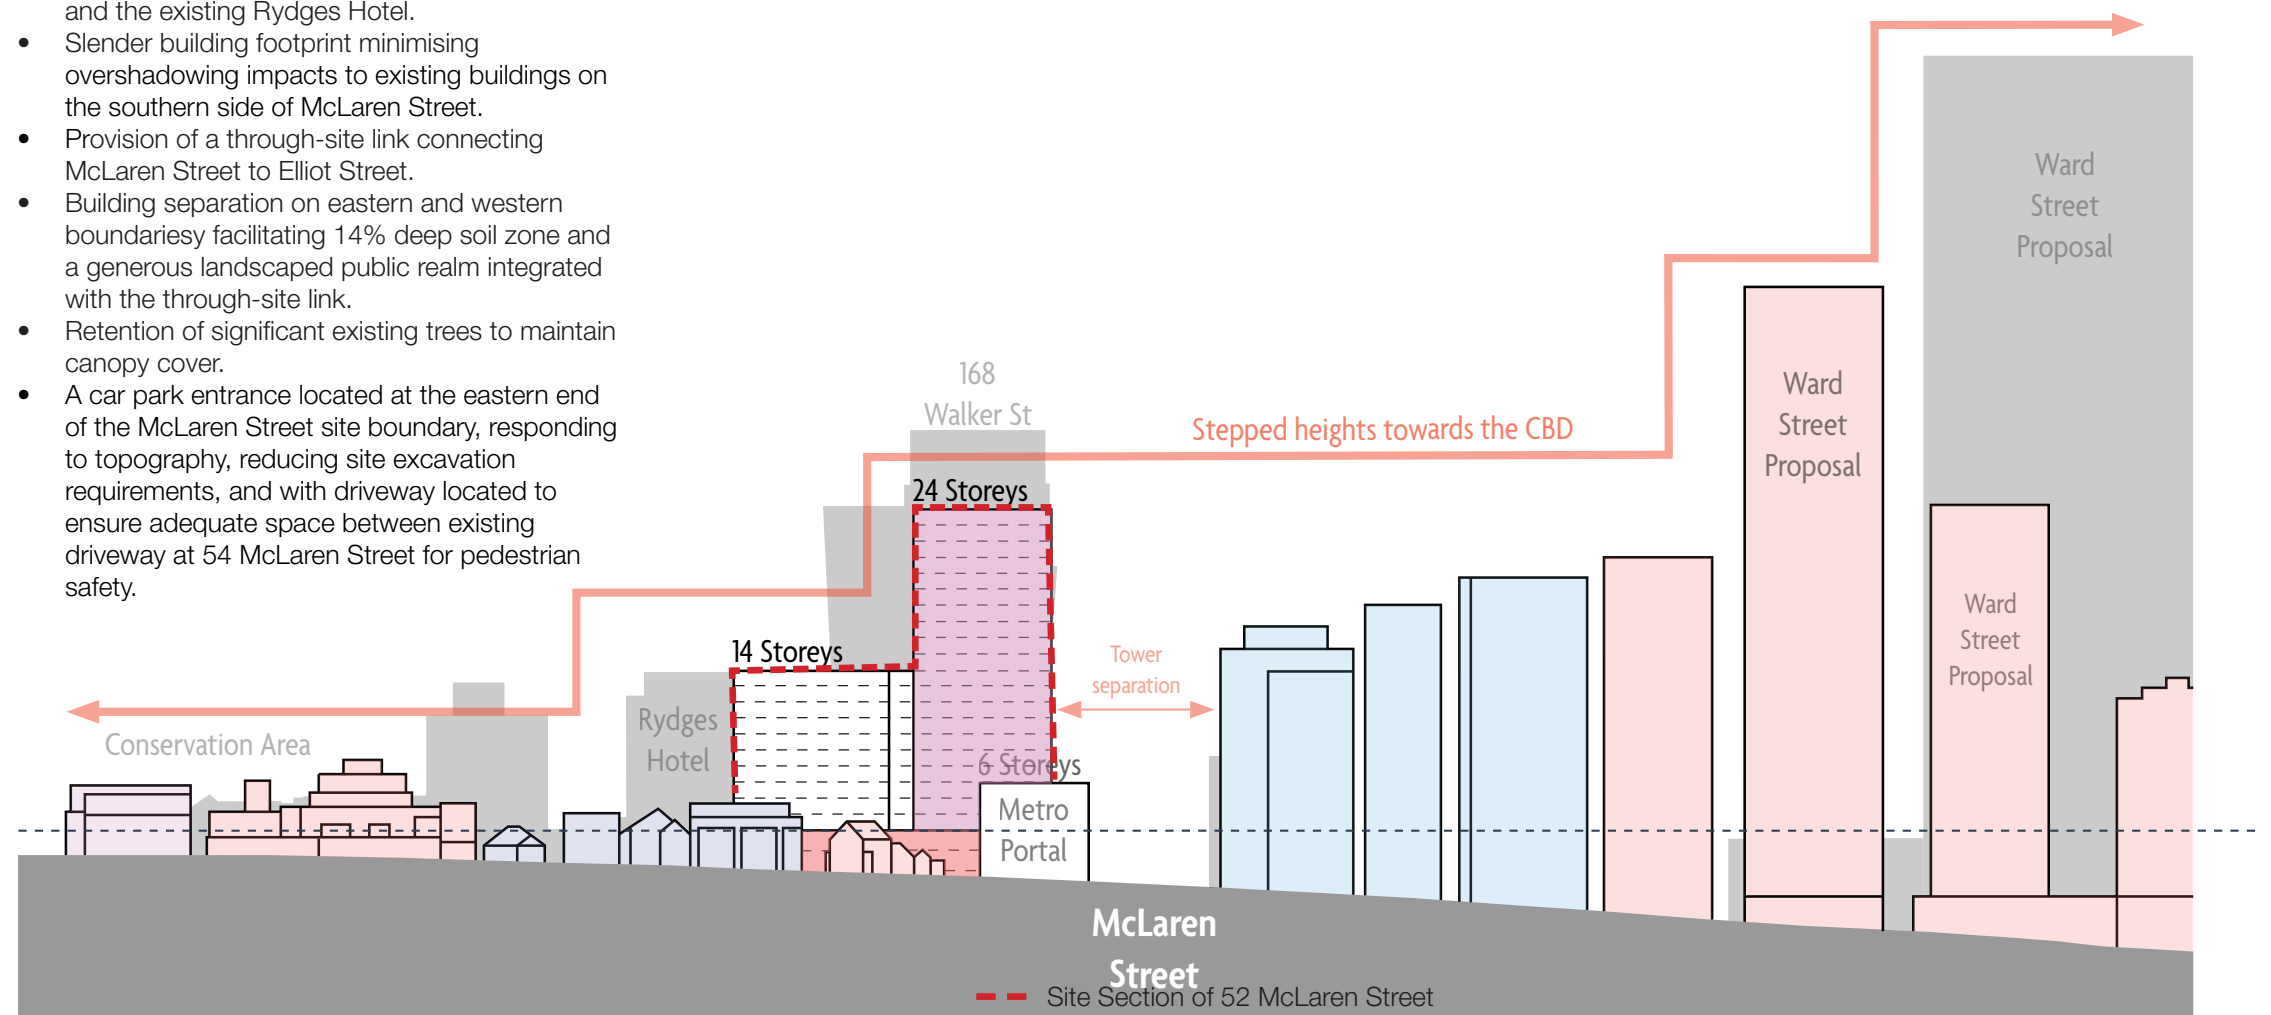 and the existing Rydges Hotel.
• Slender building footprint minimising
overshadowing impacts to existing buildings on
the southern side of McLaren Street.
• Provision of a through-site link connecting
McLaren Street to Elliot Street.
• Building separation on eastern and western
boundariesy facilitating 14% deep soil zone and
a generous landscaped public realm integrated
with the through-site link.
• Retention of significant existing trees to maintain
canopy cover.
• A car park entrance located at the eastern end
of the McLaren Street site boundary, responding
to topography, reducing site excavation
requirements, and with driveway located to
ensure adequate space between existing
driveway at 54 McLaren Street for pedestrian
safety.
Conservation Area
Rydges
Hotel
14 Storeys
168
Walker St
24 Storeys
6 Storeys
Metro
Portal
Tower
separation
Stepped heights towards the CBD
Ward
Street
Proposal
Ward
Street
Proposal
Ward
Street
Proposal
McLaren
Street
Site Section of 52 McLaren Street